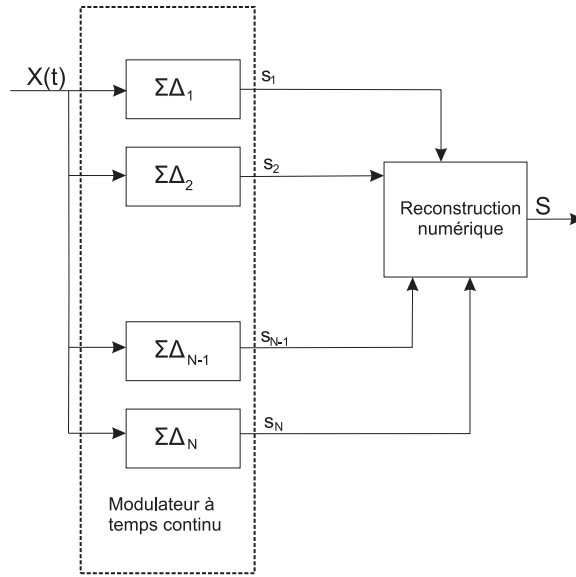 X(t)
ΣΔ1
s1
ΣΔ2
s2
Reconstruction
numérique
S
ΣΔN-1
sN-1
ΣΔN
sN
Modulateur à
temps continu